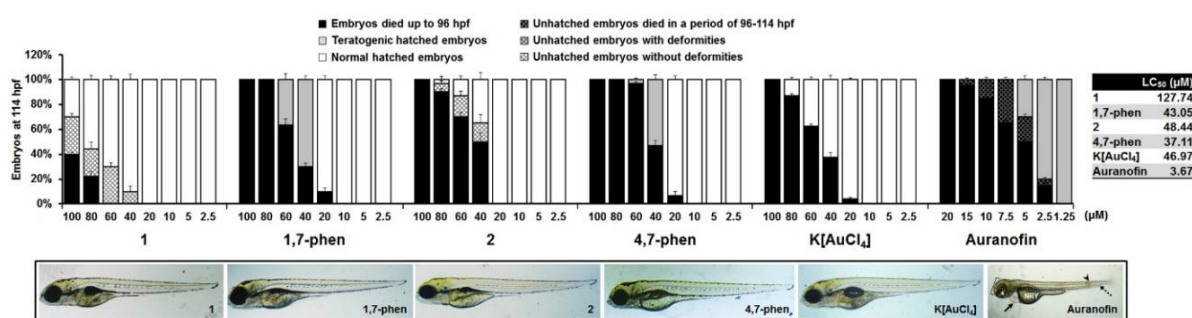 Embryos died up to 96 hpf
Unhatched embryos died in a period of 96-114 hpf
Teratogenic hatched embryos
Unhatched embryos with deformities
Normal hatched embryos
Unhatched embryos without deformities
Embryos at 114 hpf
120%
100%
80%
60%
40%
20%
0%
100 80 60 40 20 10 5 2.5
100 80 60 40 20 10 5 2.5
100 80 60 40 20 10 5 2.5
100 80 60 40 20 10 5 2.5
100 80 60 40 20 10 5 2.5
20 15 10 7.5 5 2.5 1.25 (µM)
1 1,7-phen 2 4,7-phen K[AuCl₄] Auranofin
LC₅₀ (µM)
1 127.74
1,7-phen 43.05
2 48.44
4,7-phen 37.11
K[AuCl₄] 46.97
Auranofin 3.67
1 1,7-phen 2 4,7-phen K[AuCl₄] Auranofin